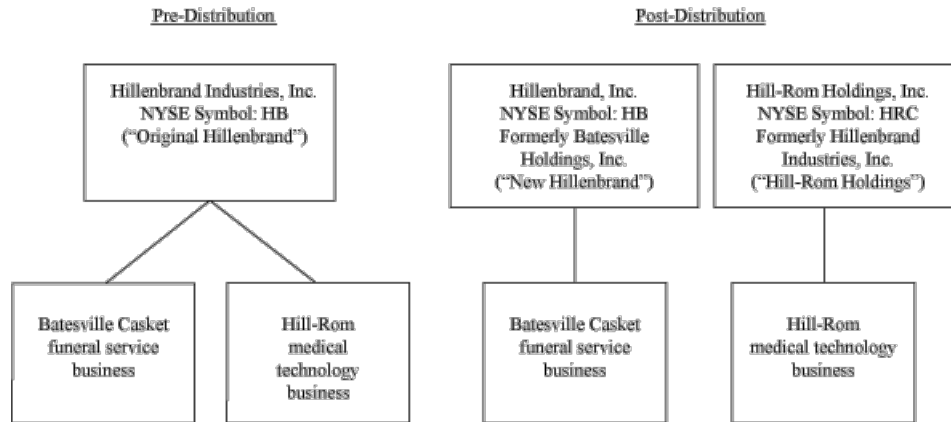 Pre-Distribution
Post-Distribution
Hillenbrand Industries, Inc.
NYSE Symbol: HB
(“Original Hillenbrand”)
Hillenbrand, Inc.
NYSE Symbol: HB
Formerly Batesville
Holdings, Inc.
(“New Hillenbrand”)
Hill-Rom Holdings, Inc.
NYSE Symbol: HRC
Formerly Hillenbrand
Industries, Inc.
(“Hill-Rom Holdings”)
Batesville Casket
funeral service
business
Hill-Rom
medical
technology
business
Batesville Casket
funeral service
business
Hill-Rom
medical technology
business